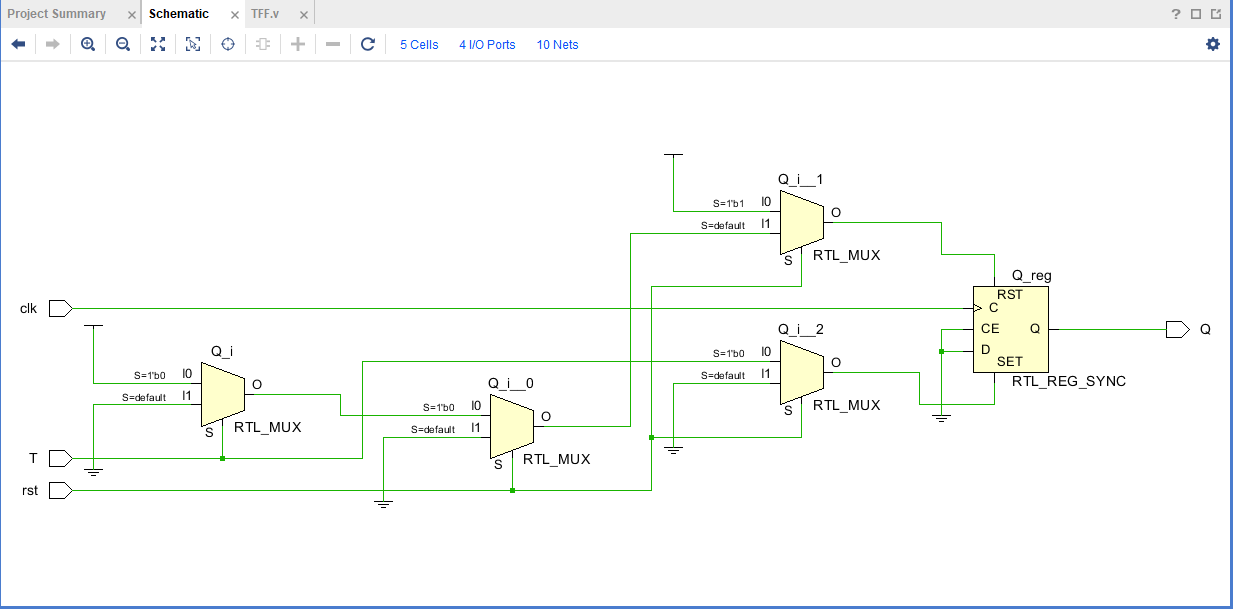 Project Summary × Schematic × TFF.v ×
5 Cells 4 I/O Ports 10 Nets
Q_i__1
S=1'b1 I0
S=default I1
O
S
RTL_MUX
Q_reg
RST
C
CE
Q
D
SET
RTL_REG_SYNC
Q
clk
Q_i__2
S=1'b0 I0
S=default I1
O
S
RTL_MUX
Q_i
S=1'b0 I0
S=default I1
O
S
RTL_MUX
Q_i__0
S=1'b0 I0
S=default I1
O
S
RTL_MUX
T
rst